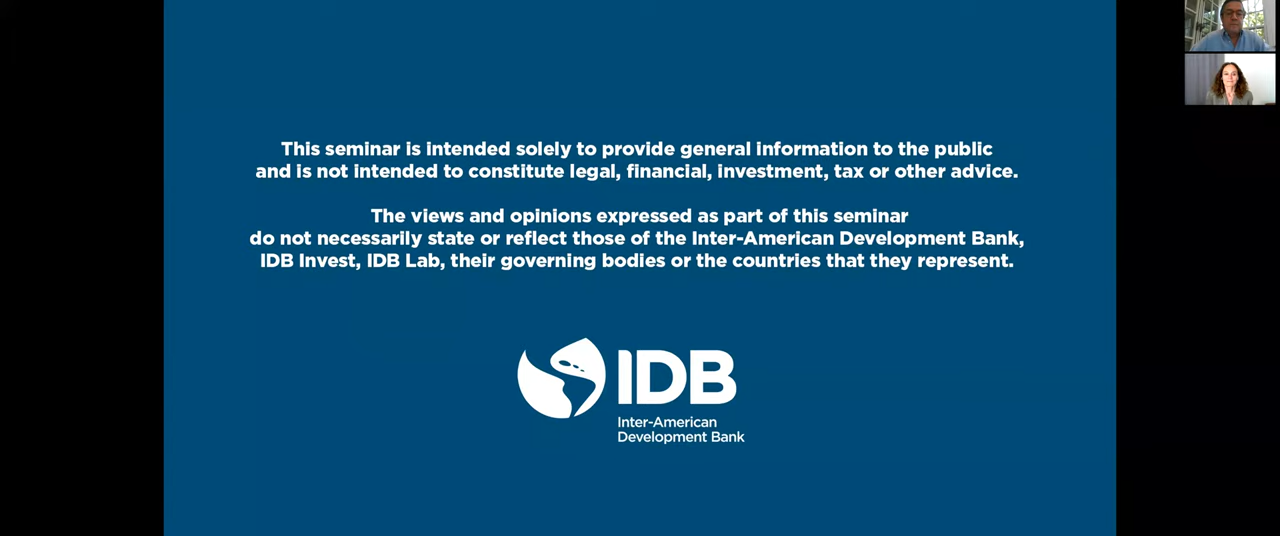 This seminar is intended solely to provide general information to the public
and is not intended to constitute legal, financial, investment, tax or other advice.
The views and opinions expressed as part of this seminar
do not necessarily state or reflect those of the Inter-American Development Bank,
IDB Invest, IDB Lab, their governing bodies or the countries that they represent.
IDB
Inter-American
Development Bank